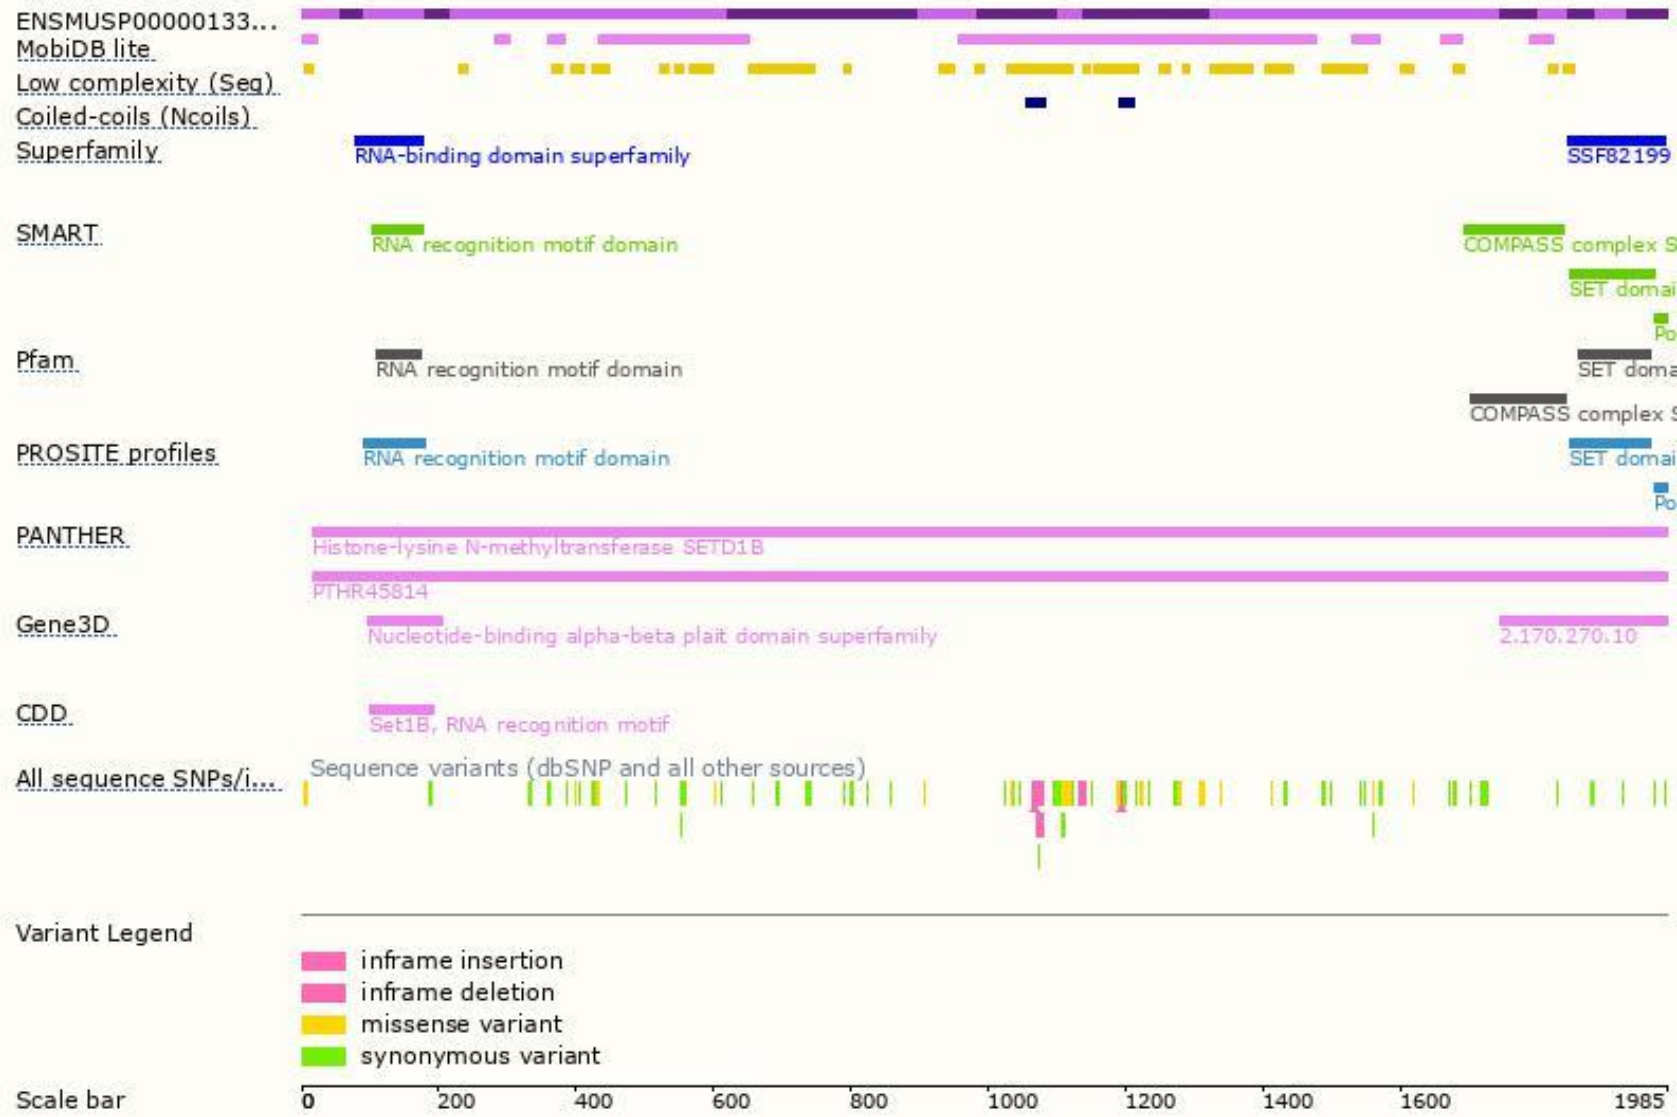 ENSMUSP00000133...
MobiDB lite
Low complexity (Seg)
Coiled-coils (Ncoils)
Superfamily
RNA-binding domain superfamily
SSF82199
SMART
RNA recognition motif domain
COMPASS complex S
SET domai
Po
Pfam
RNA recognition motif domain
SET doma
COMPASS complex S
PROSITE profiles
RNA recognition motif domain
SET domai
Po
PANTHER
Histone-lysine N-methyltransferase SETD1B
PTHR45814
Gene3D
Nucleotide-binding alpha-beta plait domain superfamily
2.170.270.10
CDD
Set1B, RNA recognition motif
All sequence SNPs/i...
Sequence variants (dbSNP and all other sources)
Variant Legend
inframe insertion
inframe deletion
missense variant
synonymous variant
Scale bar
0 200 400 600 800 1000 1200 1400 1600 1985